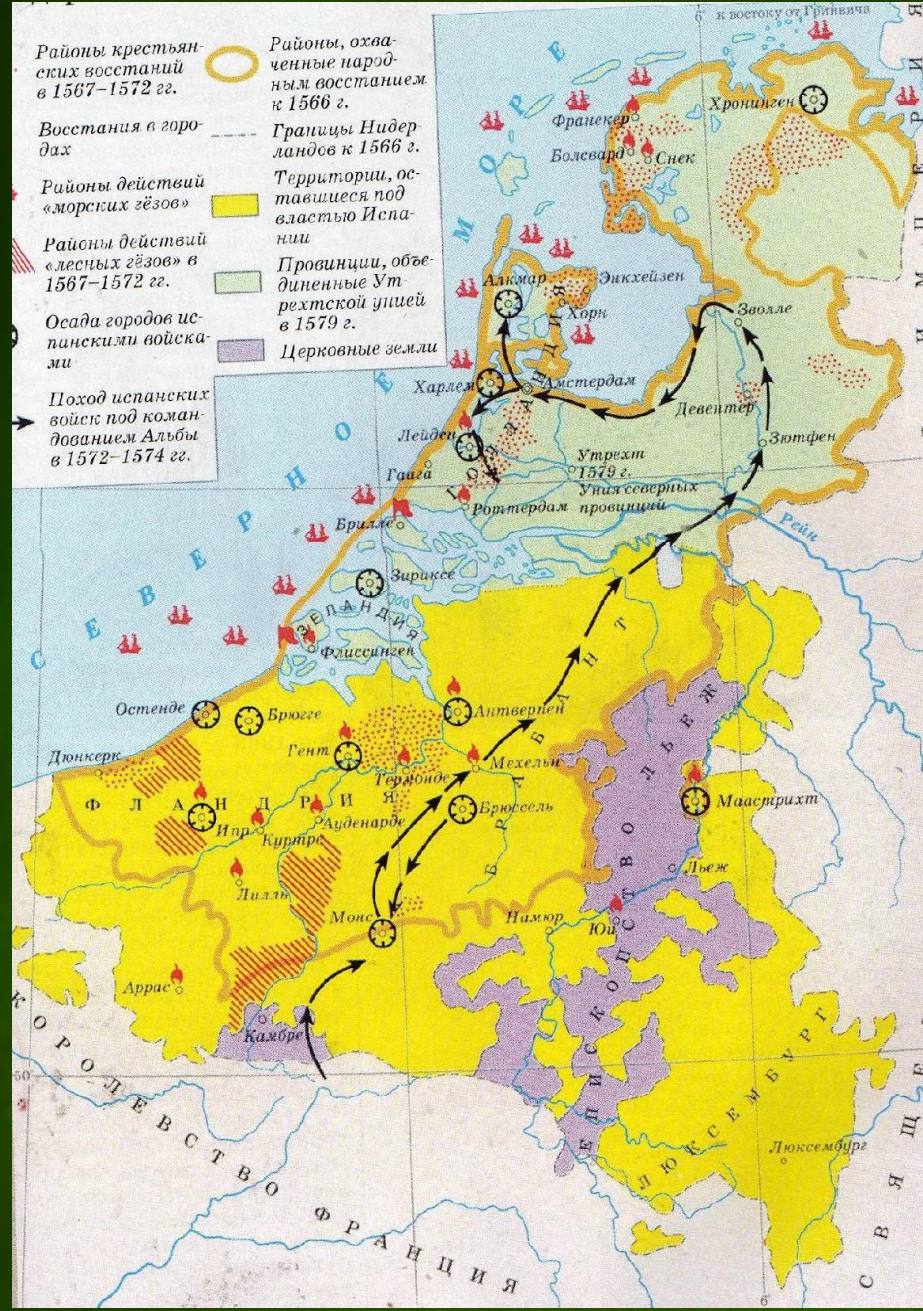 Районы крестьян-
ских восстаний
в 1567–1572 гг.
Восстания в горо-
дах
Районы действий
«морских гёзов»
Районы действий
«лесных гёзов» в
1567–1572 гг.
Осада городов ис-
панскими войска-
ми
Поход испанских
войск под коман-
дованием Альбы
в 1572–1574 гг.
Районы, охва-
ченные народ-
ным восстанием
к 1566 г.
Границы Нидер-
ландов к 1566 г.
Территории, ос-
тавшиеся под
властью Испа-
нии
Провинции, объе-
диненные Ут-
рехтской унией
в 1579 г.
Церковные земли
6°
к востоку от Гринвича
СЕВЕРНОЕ МОРЕ
Хронинген
Франекер
Болсвард
Снек
Алкмар
Энкхейзен
Хорн
Зволле
Харлем
Амстердам
Девентер
Лейден
Зютфен
Гаага
ГОЛЛАНДИЯ
Утрехт
1579 г.
Уния северных
провинций
Роттердам
Брилле
Рейн
Зириксе
ЗЕЛАНДИЯ
Флиссинген
Остенде
Брюгге
Антверпен
Гент
Дюнкерк
Термонде
Мехельн
БРАБАНТ
ФЛАНДРИЯ
Ипр
Куртре
Ауденарде
Брюссель
Маастрихт
Лилль
Льеж
Монс
Намюр
Юи
ЕПИСКОПСТВО ЛЬЕЖ
Аррас
Камбре
50°
КОРОЛЕВСТВО ФРАНЦИЯ
ЛЮКСЕМБУРГ
Люксембург
6°